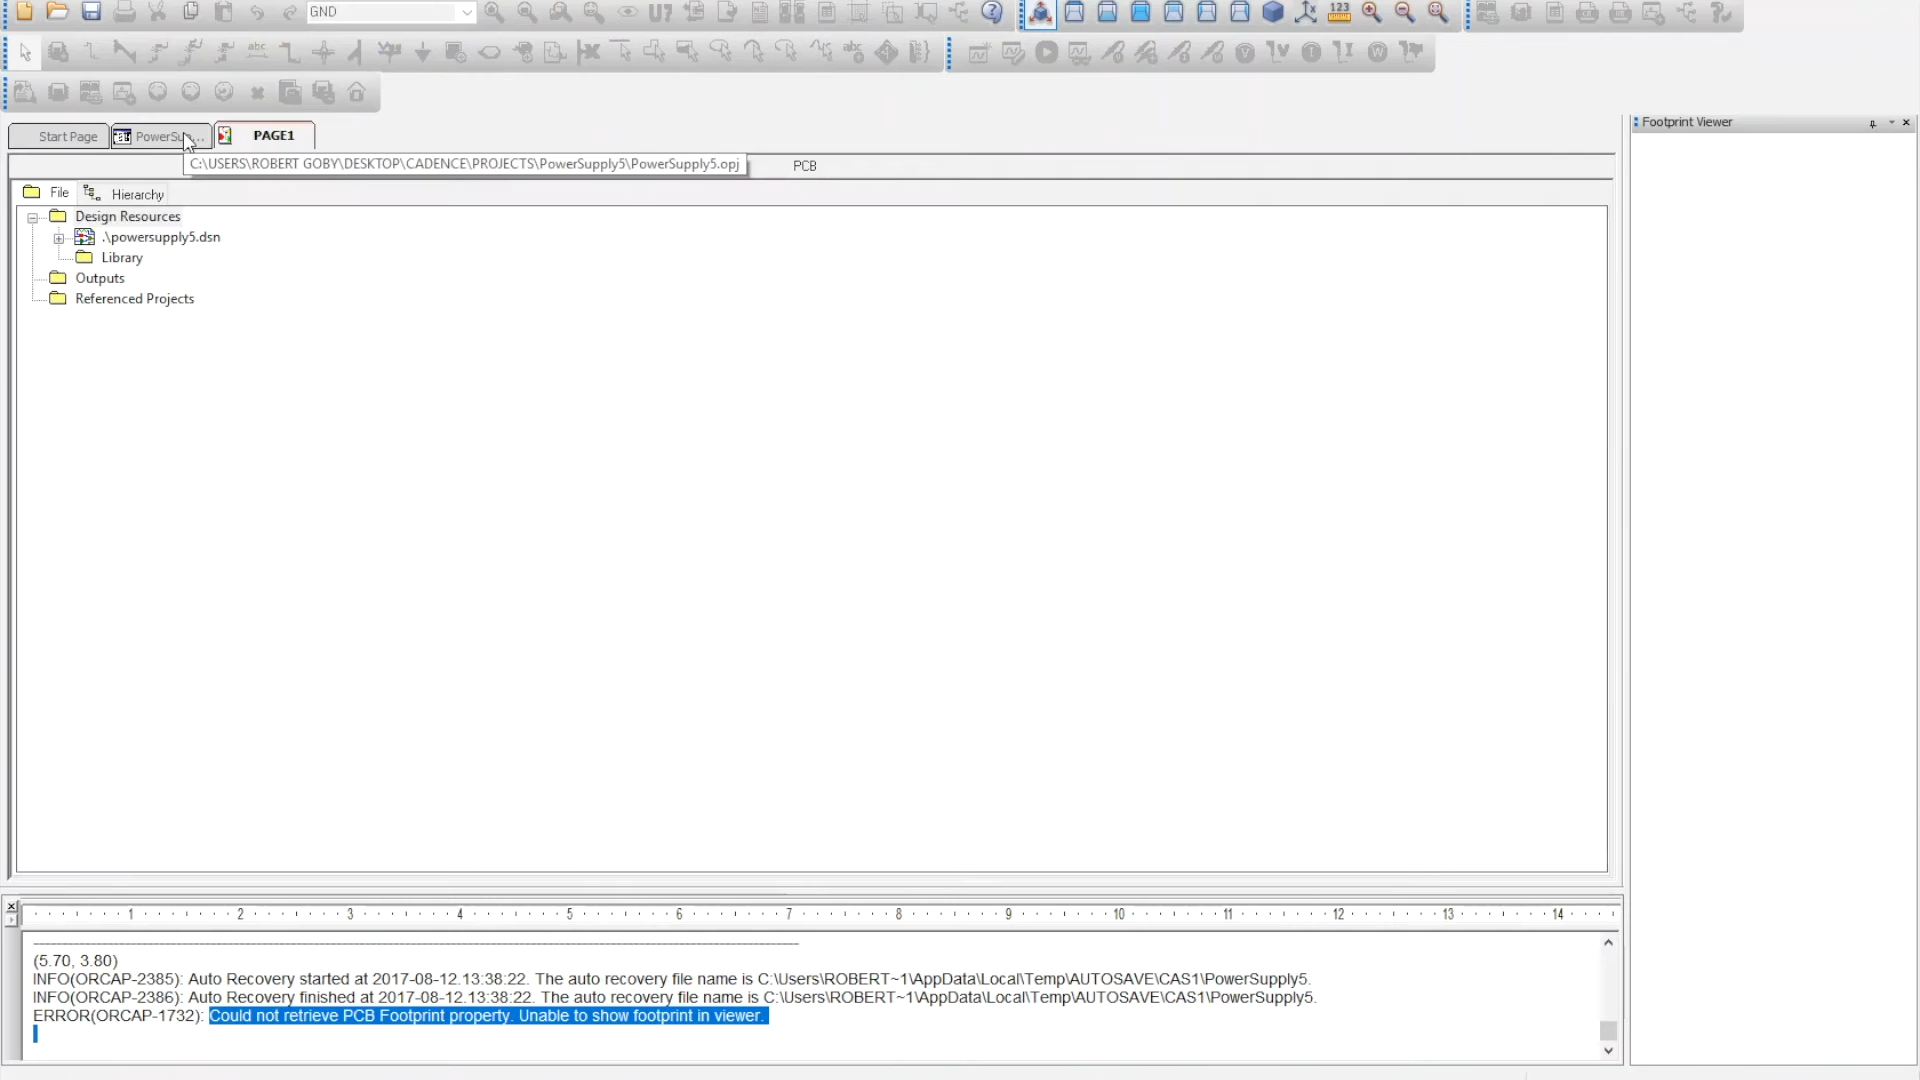 GND
U?
123
abc
abc
V
V
I
I
W
Start Page
PowerSup...
PAGE1
C:\USERS\ROBERT GOBY\DESKTOP\CADENCE\PROJECTS\PowerSupply5\PowerSupply5.opj
PCB
File
Hierarchy
Design Resources
.\powersupply5.dsn
Library
Outputs
Referenced Projects
Footprint Viewer
1 2 3 4 5 6 7 8 9 10 11 12 13 14
(5.70, 3.80)
INFO(ORCAP-2385): Auto Recovery started at 2017-08-12.13:38:22. The auto recovery file name is C:\Users\ROBERT~1\AppData\Local\Temp\AUTOSAVE\CAS1\PowerSupply5.
INFO(ORCAP-2386): Auto Recovery finished at 2017-08-12.13:38:22. The auto recovery file name is C:\Users\ROBERT~1\AppData\Local\Temp\AUTOSAVE\CAS1\PowerSupply5.
ERROR(ORCAP-1732): Could not retrieve PCB Footprint property. Unable to show footprint in viewer.